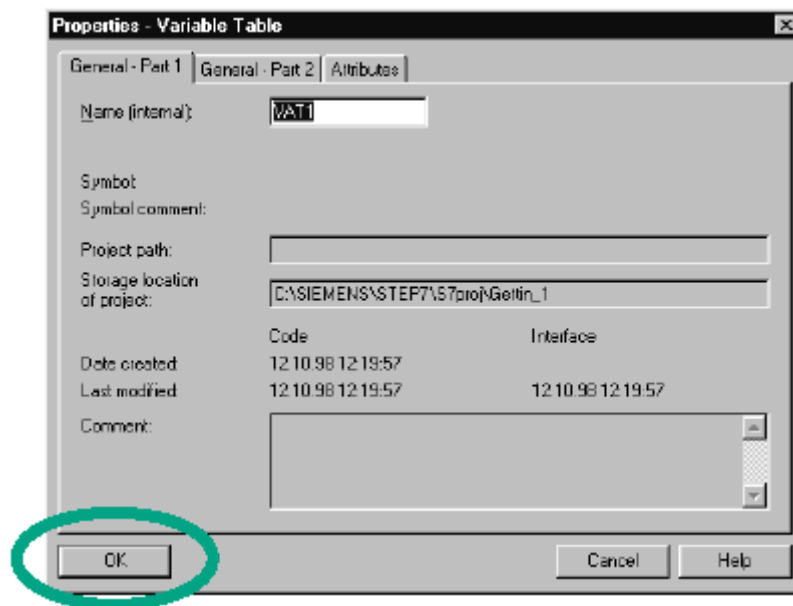 Properties - Variable Table
General - Part 1 General - Part 2 Attributes
Name (internal): VAT1
Symbol:
Symbol comment:
Project path:
Storage location
of project: C:\SIEMENS\STEP7\S7proj\Gettin_1
Code Interface
Date created: 12.10.98 12:19:57
Last modified: 12.10.98 12:19:57 12.10.98 12:19:57
Comment:
OK Cancel Help